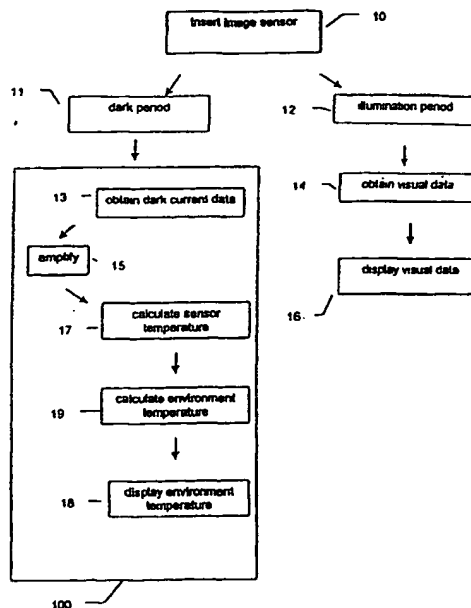 Insert image sensor
10
11
dark period
12
illumination period
13
obtain dark current data
14
obtain visual data
amplify
15
display visual data
16
17
calculate sensor
temperature
19
calculate environment
temperature
18
display environment
temperature
100